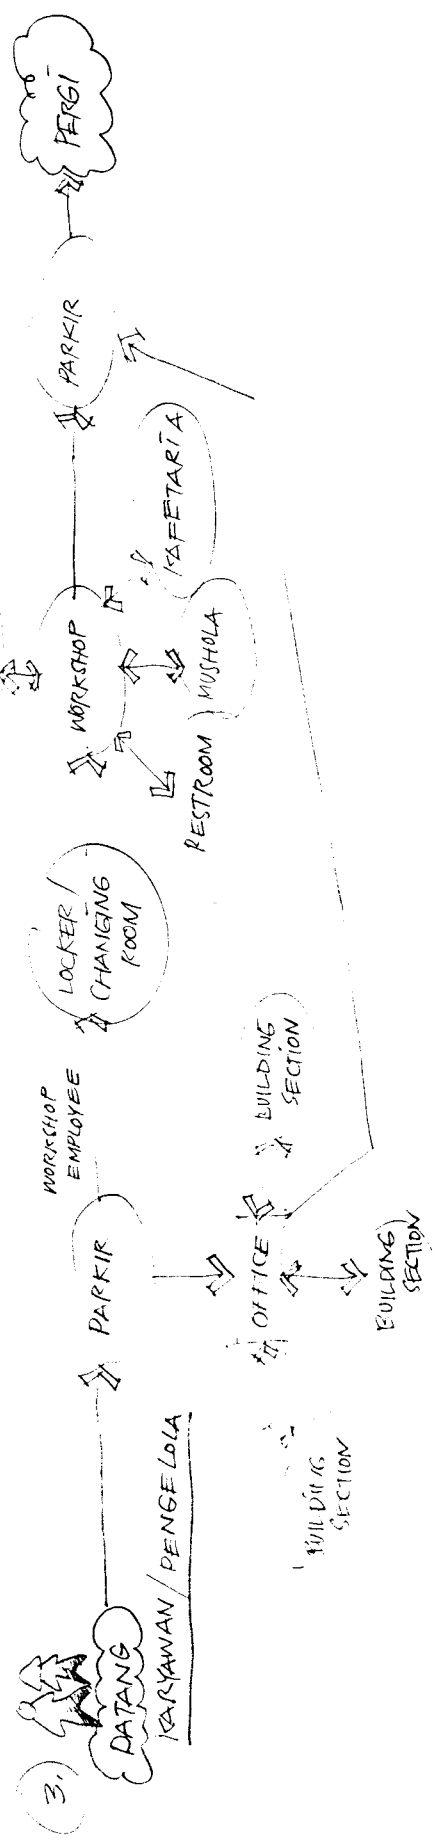 3.
DATANG
KARYAWAN/PENGELOLA
PARKIR
WORKSHOP
EMPLOYEE
LOCKER/
CHANGING
ROOM
WORKSHOP
PARKIR
PERGI
RESTROOM
MUSHOLA
KAFETARIA
OFFICE
BUILDING
SECTION
BUILDING
SECTION
BUILDING
SECTION